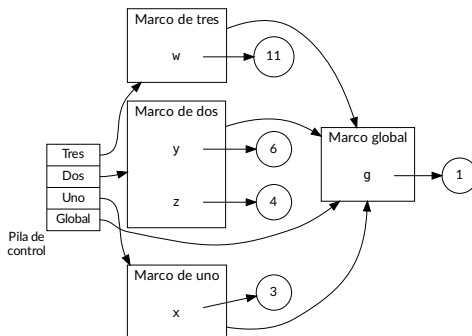 Marco de tres
w
11
Marco de dos
y
6
z
4
Marco global
g
1
Tres
Dos
Uno
Global
Pila de
control
Marco de uno
x
3